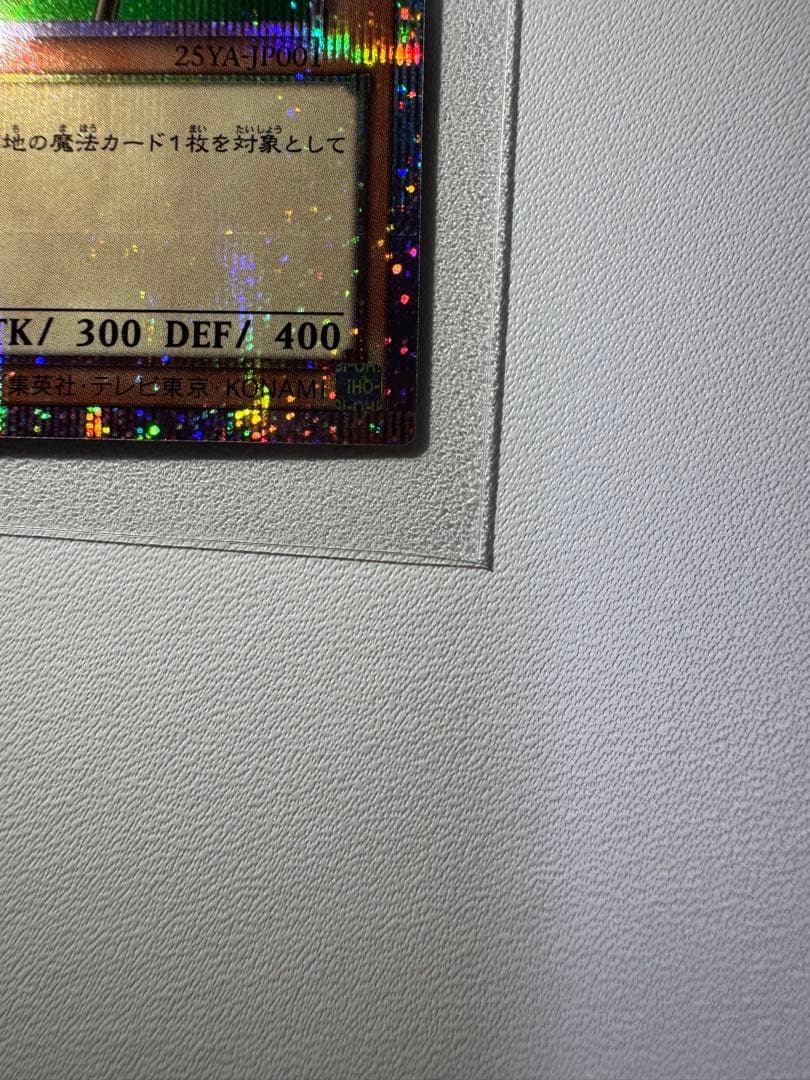 25YA-JP001
地の魔法カード1枚を対象として
TK/ 300 DEF/ 400
集英社・テレビ東京・KONAMI